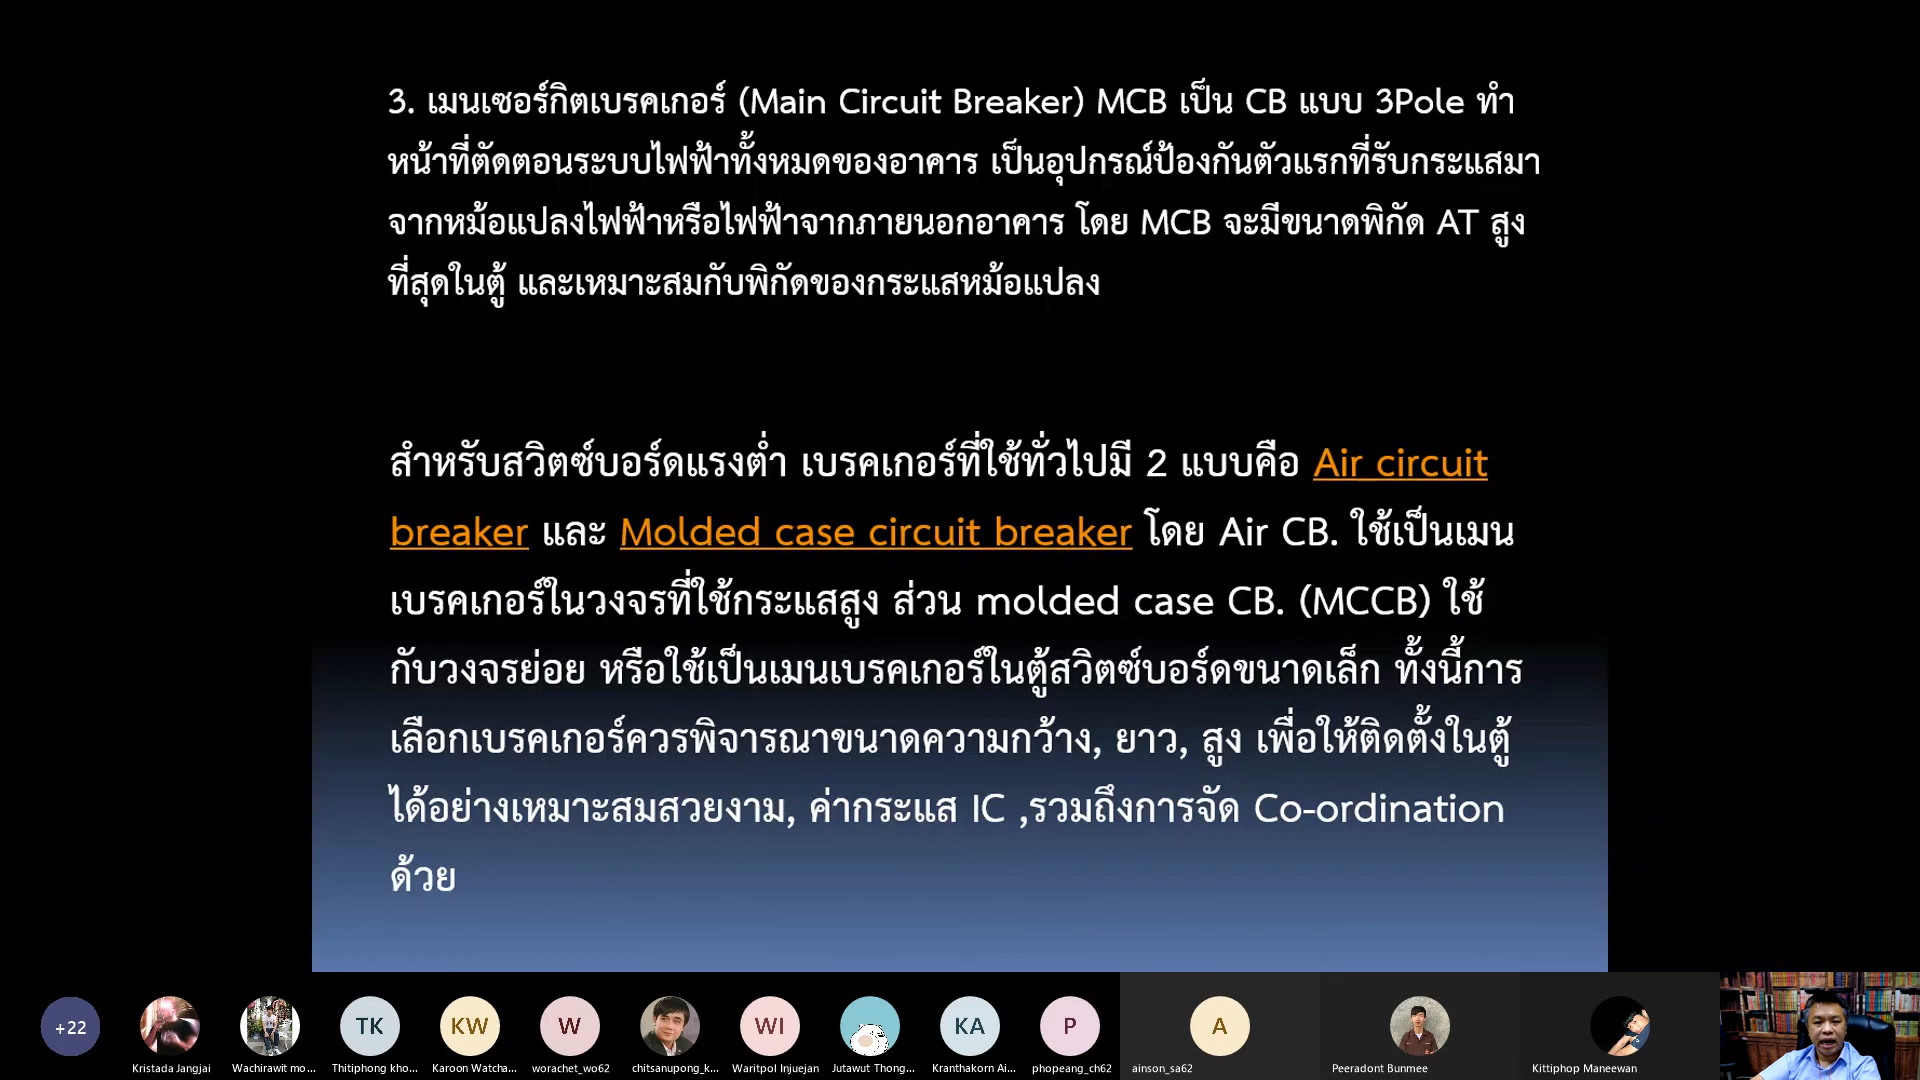 3. เมนเซอร์กิตเบรคเกอร์ (Main Circuit Breaker) MCB เป็น CB แบบ 3Pole ทำ
หน้าที่ตัดตอนระบบไฟฟ้าทั้งหมดของอาคาร เป็นอุปกรณ์ป้องกันตัวแรกที่รับกระแสมา
จากหม้อแปลงไฟฟ้าหรือไฟฟ้าจากภายนอกอาคาร โดย MCB จะมีขนาดพิกัด AT สูง
ที่สุดในตู้ และเหมาะสมกับพิกัดของกระแสหม้อแปลง
สำหรับสวิตซ์บอร์ดแรงต่ำ เบรคเกอร์ที่ใช้ทั่วไปมี 2 แบบคือ Air circuit
breaker และ Molded case circuit breaker โดย Air CB. ใช้เป็นเมน
เบรคเกอร์ในวงจรที่ใช้กระแสสูง ส่วน molded case CB. (MCCB) ใช้
กับวงจรย่อย หรือใช้เป็นเมนเบรคเกอร์ในตู้สวิตซ์บอร์ดขนาดเล็ก ทั้งนี้การ
เลือกเบรคเกอร์ควรพิจารณาขนาดความกว้าง, ยาว, สูง เพื่อให้ติดตั้งในตู้
ได้อย่างเหมาะสมสวยงาม, ค่ากระแส IC ,รวมถึงการจัด Co-ordination
ด้วย
+22 TK KW W WI KA P A
Kristada Jangjai Wachirawit mo... Thitiphong kho... Karoon Watcha... worachet_wo62 chitsanupong_k... Waritpol Injuejan Jutawut Thong... Kranthakorn Ai... phopeang_ch62 ainson_sa62 Peeradont Bunmee Kittiphop Maneewan